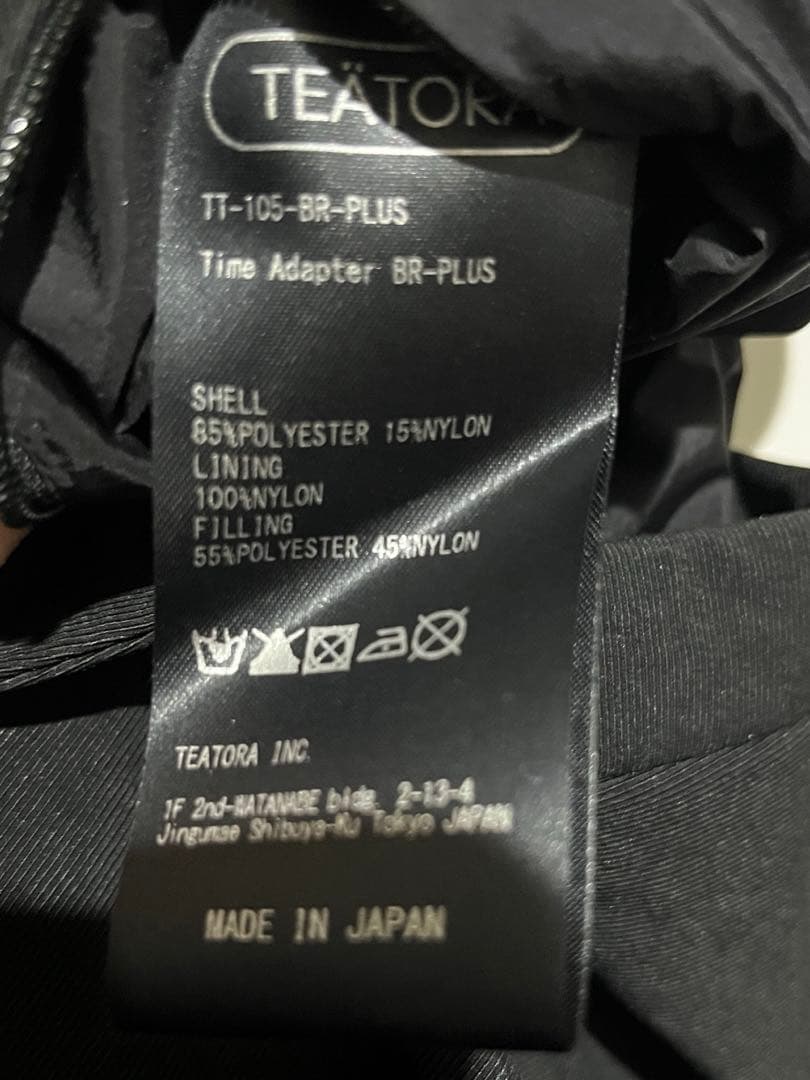 TEÄTORA
TT-105-BR-PLUS
Time Adapter BR-PLUS
SHELL
85%POLYESTER 15%NYLON
LINING
100%NYLON
FILLING
55%POLYESTER 45%NYLON
TEATORA INC.
1F 2nd-WATANABE bldg. 2-13-4
Jingumae Shibuya-Ku Tokyo JAPAN
MADE IN JAPAN